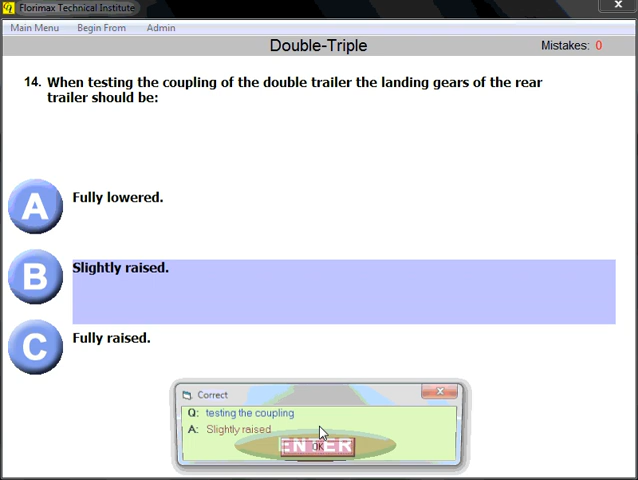 Florimax Technical Institute
Main Menu Begin From Admin
Double-Triple Mistakes: 0
14. When testing the coupling of the double trailer the landing gears of the rear
trailer should be:
A Fully lowered.
B Slightly raised.
C Fully raised.
Correct
Q: testing the coupling
A: Slightly raised
ENTER
OK